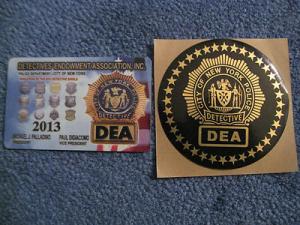 DETECTIVES' ENDOWMENT ASSOCIATION, INC.
POLICE DEPARTMENT CITY OF NEW YORK
2013
DEA
MICHAEL J. PALLADINO
PAUL DIGIACOMO
VICE PRESIDENT
CITY OF NEW YORK POLICE
DETECTIVE
DEA